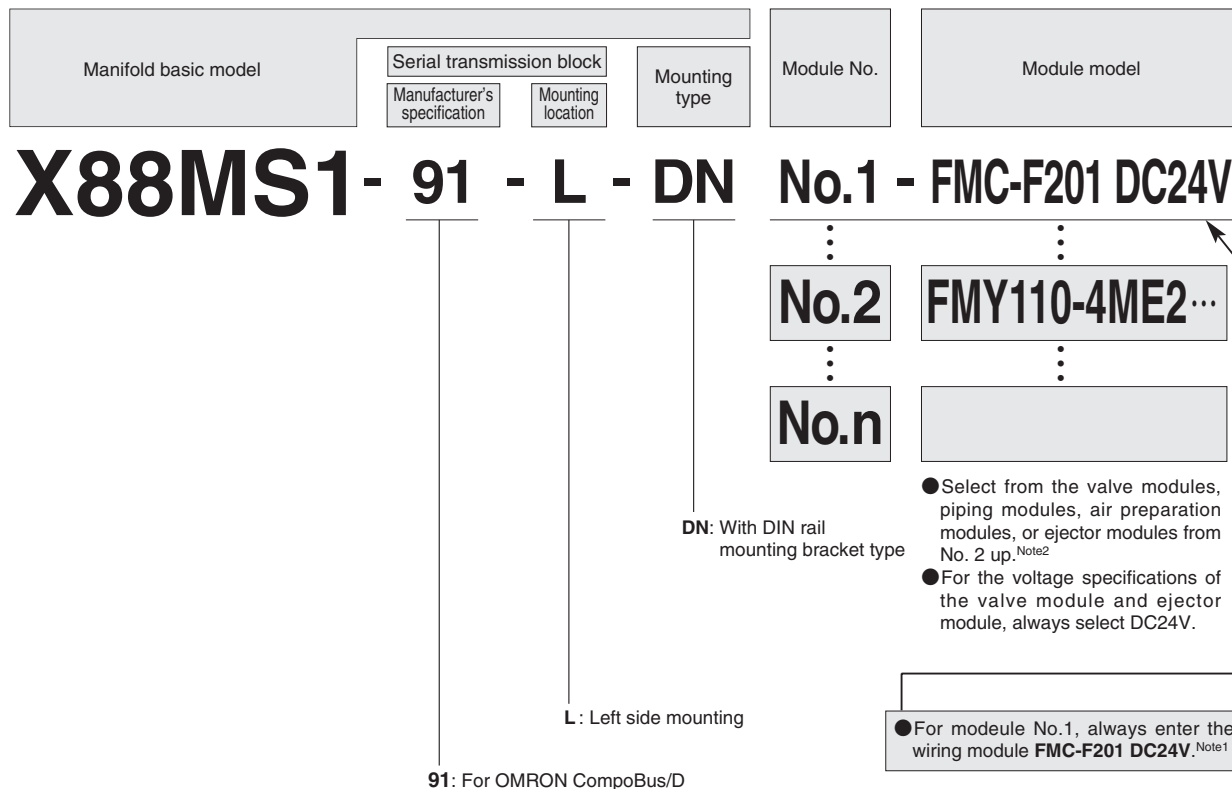 Manifold basic model
Serial transmission block
Manufacturer's
specification
Mounting
location
Mounting
type
Module No.
Module model
X88MS1 - 91 - L - DN No.1 - FMC-F201 DC24V
No.2 FMY110-4ME2···
No.n
●Select from the valve modules,
piping modules, air preparation
modules, or ejector modules from
No. 2 up.Note2
●For the voltage specifications of
the valve module and ejector
module, always select DC24V.
DN: With DIN rail
mounting bracket type
L : Left side mounting
●For modeule No.1, always enter the
wiring module FMC-F201 DC24V.Note1
91: For OMRON CompoBus/D